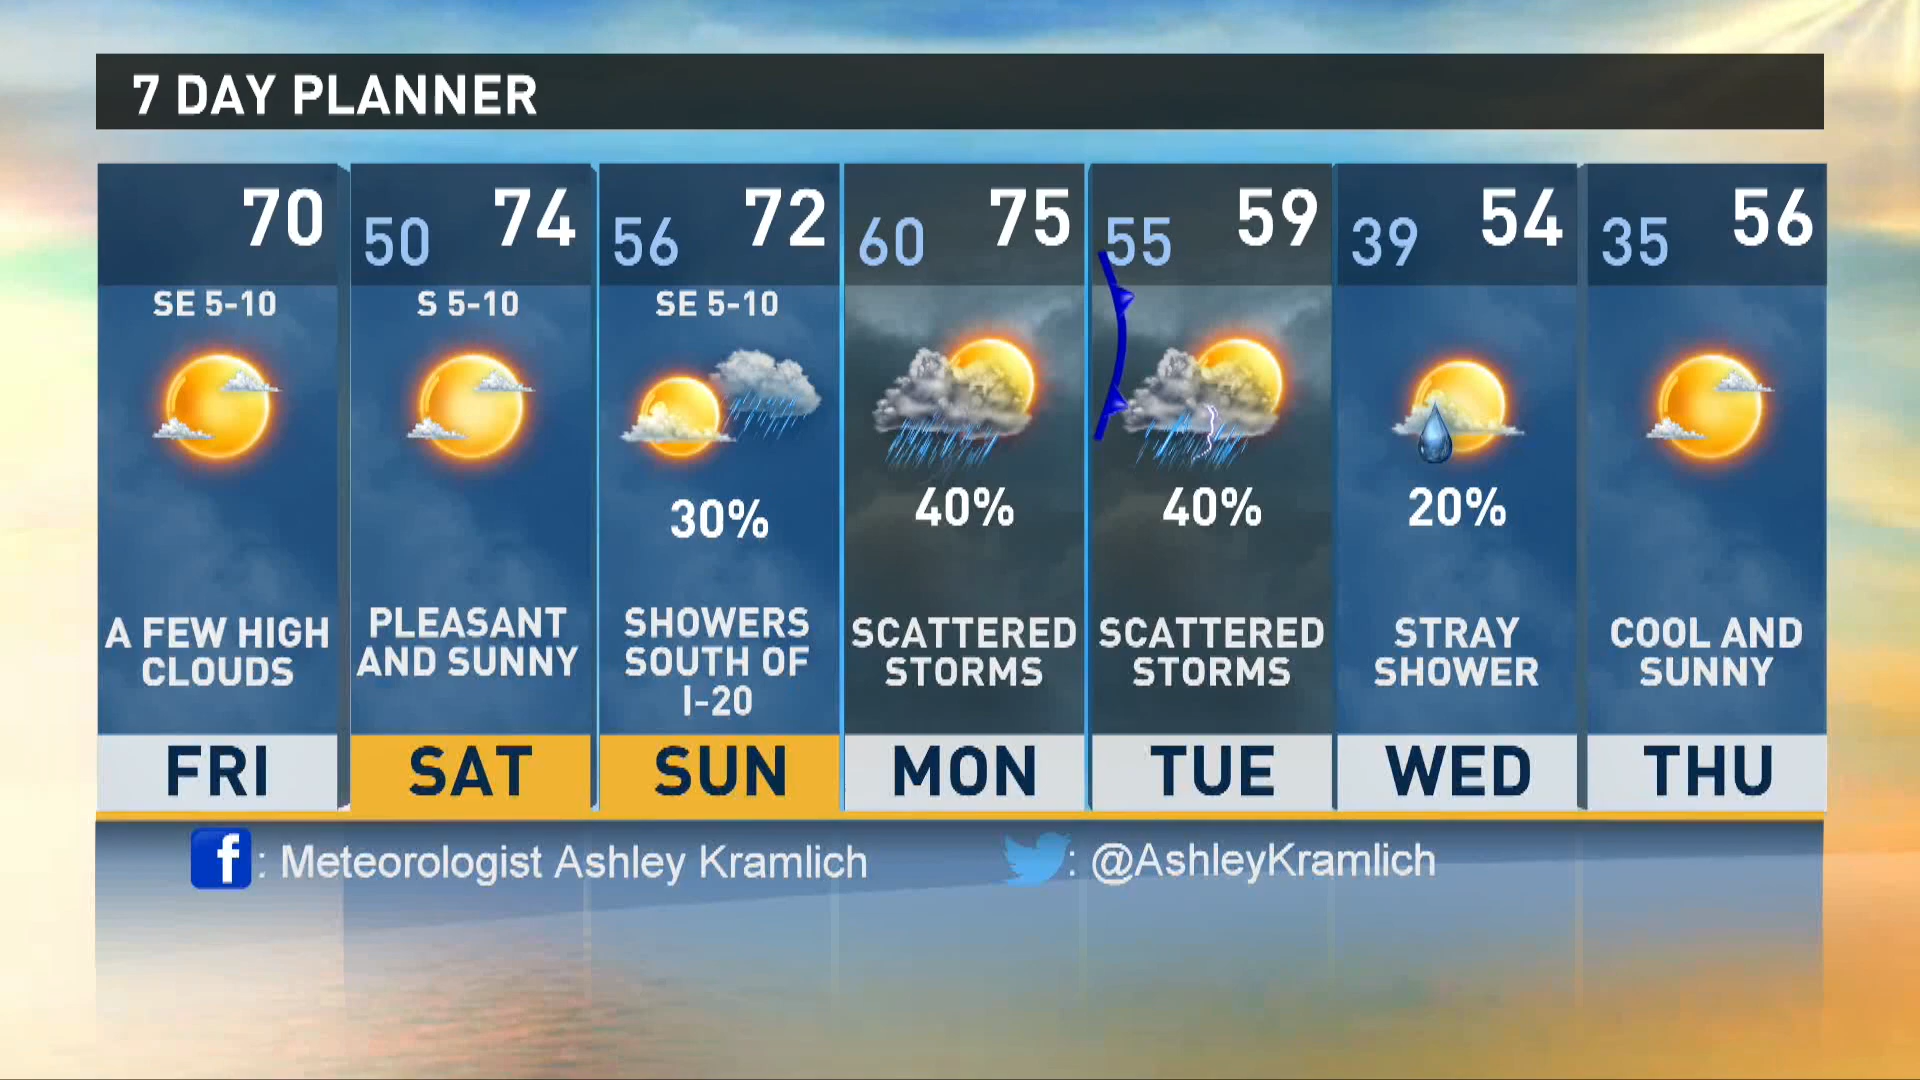 7 DAY PLANNER
70
SE 5-10
A FEW HIGH
CLOUDS
FRI
50 74
S 5-10
PLEASANT
AND SUNNY
SAT
56 72
SE 5-10
30%
SHOWERS
SOUTH OF
I-20
SUN
60 75
40%
SCATTERED
STORMS
MON
55 59
40%
SCATTERED
STORMS
TUE
39 54
20%
STRAY
SHOWER
WED
35 56
COOL AND
SUNNY
THU
f : Meteorologist Ashley Kramlich
: @AshleyKramlich